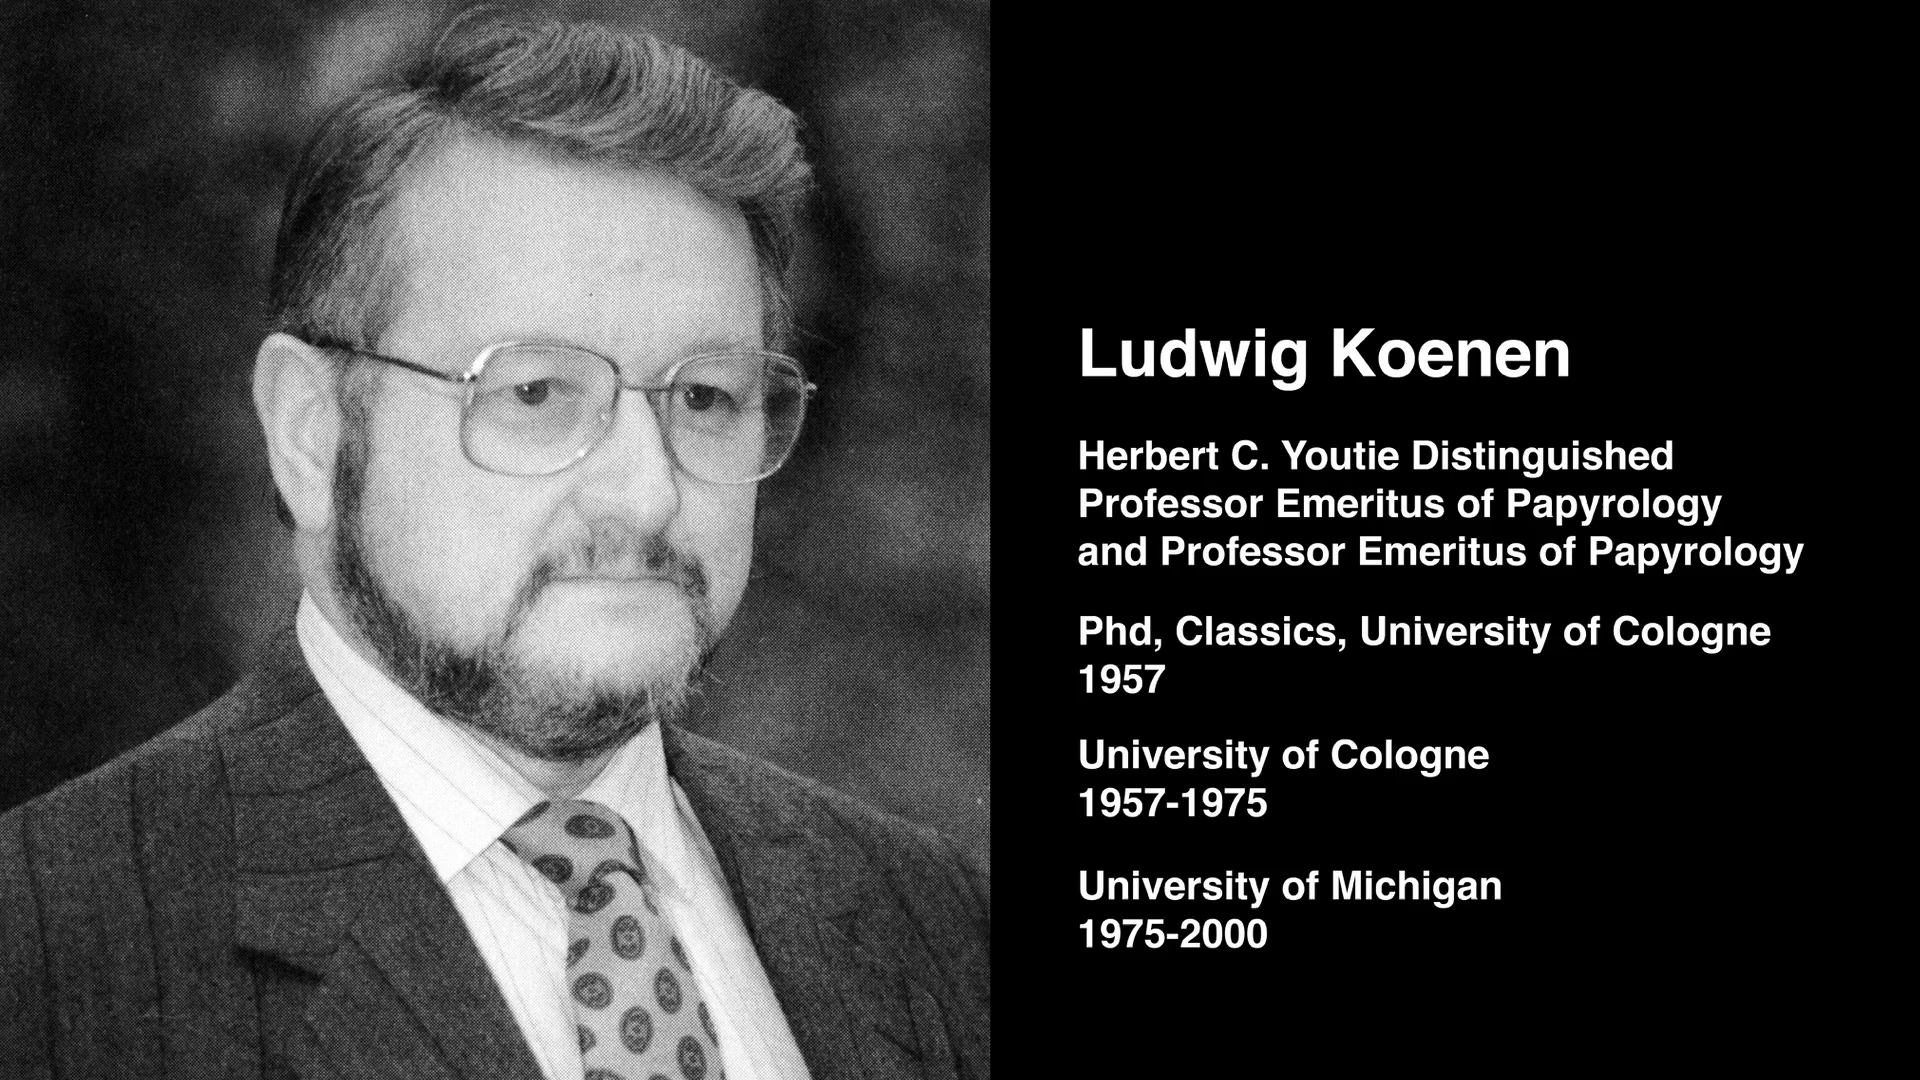 Ludwig Koenen
Herbert C. Youtie Distinguished
Professor Emeritus of Papyrology
and Professor Emeritus of Papyrology
Phd, Classics, University of Cologne
1957
University of Cologne
1957-1975
University of Michigan
1975-2000